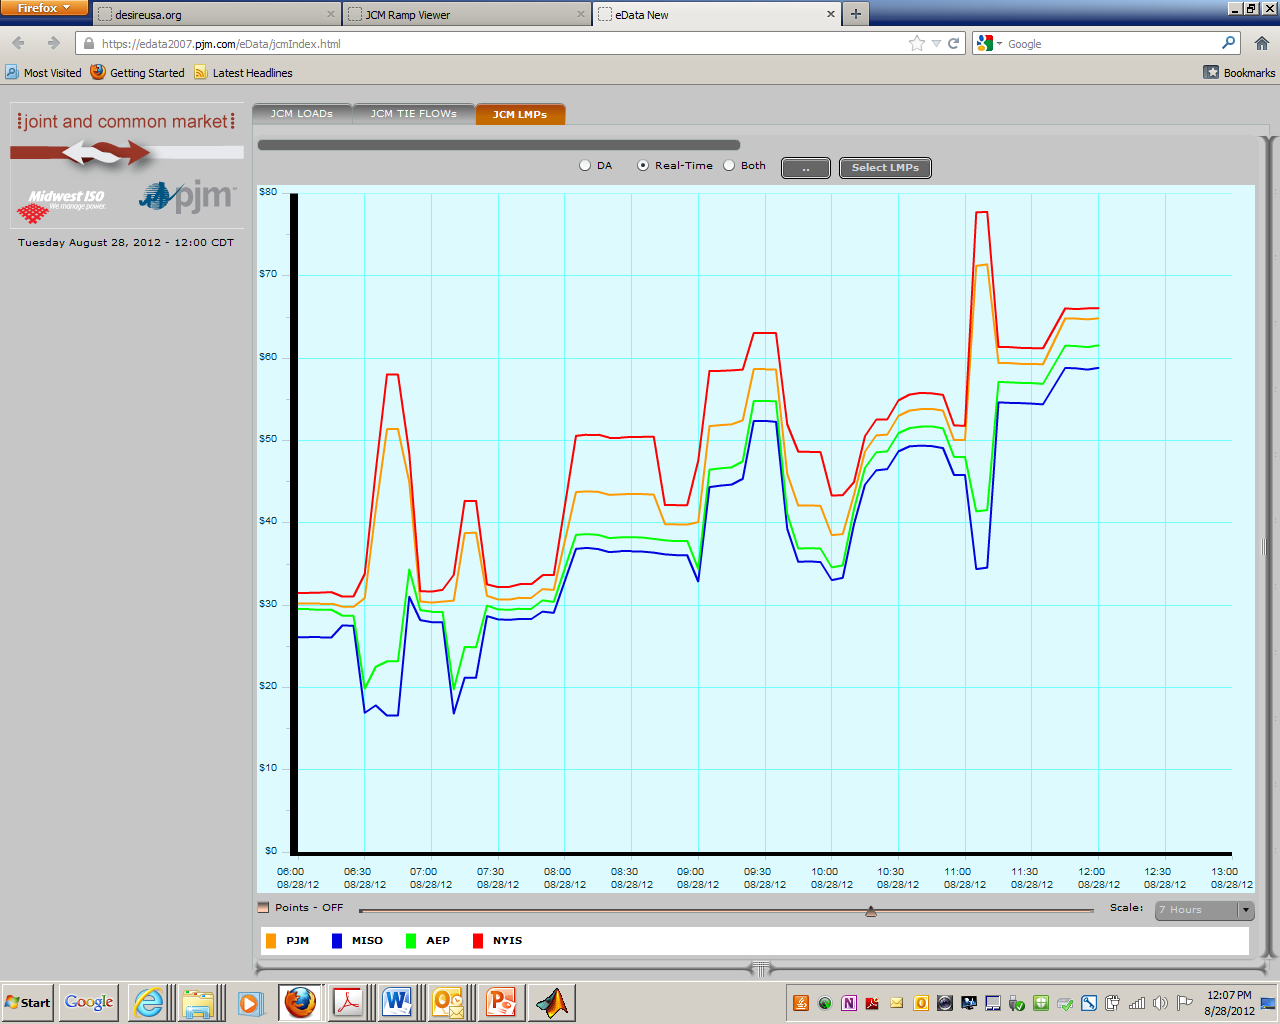 Firefox
desireusa.org
JCM Ramp Viewer
eData New
https://edata2007.pjm.com/eData/jcmIndex.html
Google
Most Visited
Getting Started
Latest Headlines
Bookmarks
joint and common market
Midwest ISO
We manage power.
pjm
Tuesday August 28, 2012 - 12:00 CDT
JCM LOADs
JCM TIE FLOWs
JCM LMPs
DA
Real-Time
Both
..
Select LMPs
$80
$70
$60
$50
$40
$30
$20
$10
$0
06:00 06:30 07:00 07:30 08:00 08:30 09:00 09:30 10:00 10:30 11:00 11:30 12:00 12:30 13:00
08/28/12 08/28/12 08/28/12 08/28/12 08/28/12 08/28/12 08/28/12 08/28/12 08/28/12 08/28/12 08/28/12 08/28/12 08/28/12 08/28/12 08/28/12
Points - OFF
Scale:
7 Hours
PJM MISO AEP NYIS
Start
Google
12:07 PM
8/28/2012